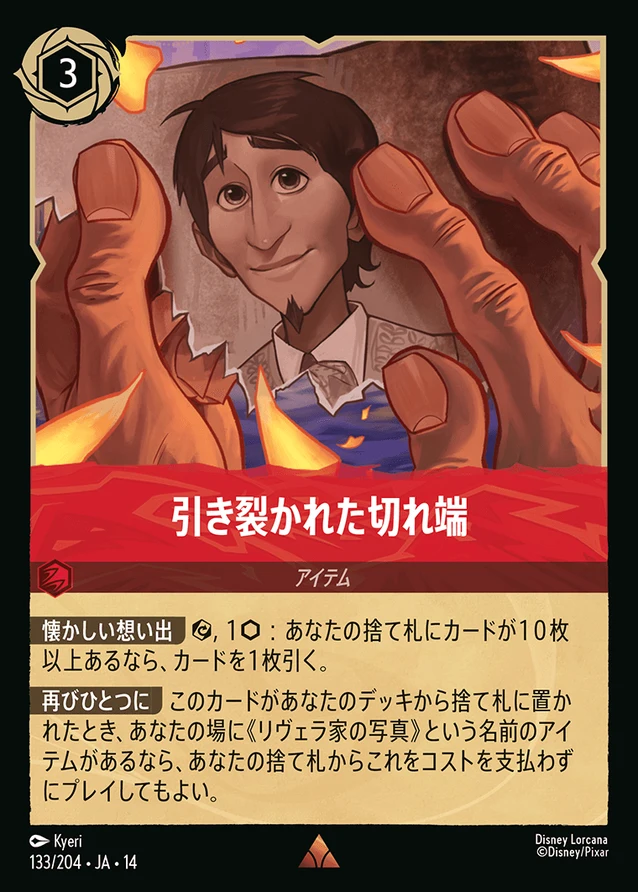 3
引き裂かれた切れ端
アイテム
懐かしい想い出 , 1 : あなたの捨て札にカードが10枚
以上あるなら、カードを1枚引く。
再びひとつに このカードがあなたのデッキから捨て札に置か
れたとき、あなたの場に《リヴェラ家の写真》という名前のアイ
テムがあるなら、あなたの捨て札からこれをコストを支払わず
にプレイしてもよい。
Kyeri
133/204 • JA • 14
Disney Lorcana
©Disney/Pixar